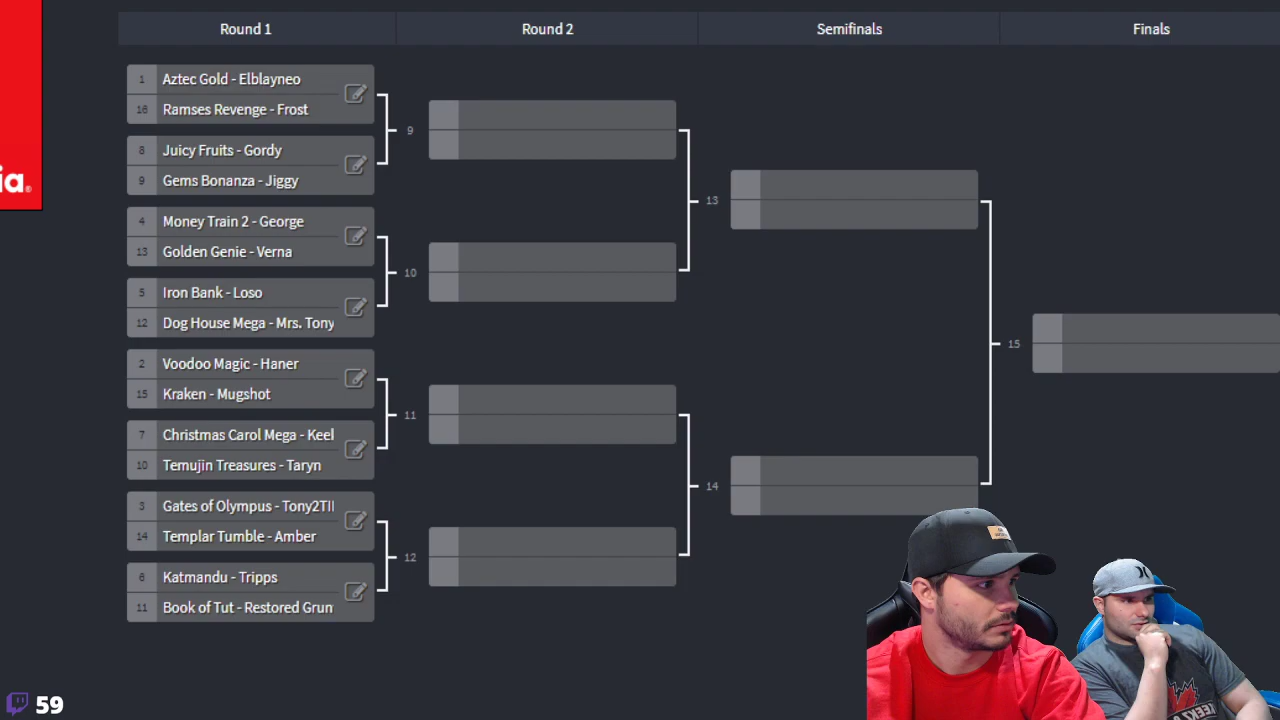 Round 1
Round 2
Semifinals
Finals
1 Aztec Gold - Elblayneo
16 Ramses Revenge - Frost
8 Juicy Fruits - Gordy
9 Gems Bonanza - Jiggy
4 Money Train 2 - George
13 Golden Genie - Verna
5 Iron Bank - Loso
12 Dog House Mega - Mrs. Tony
2 Voodoo Magic - Haner
15 Kraken - Mugshot
7 Christmas Carol Mega - Keel
10 Temujin Treasures - Taryn
3 Gates of Olympus - Tony2TII
14 Templar Tumble - Amber
6 Katmandu - Tripps
11 Book of Tut - Restored Grun
9
10
11
12
13
14
15
ia.®
59